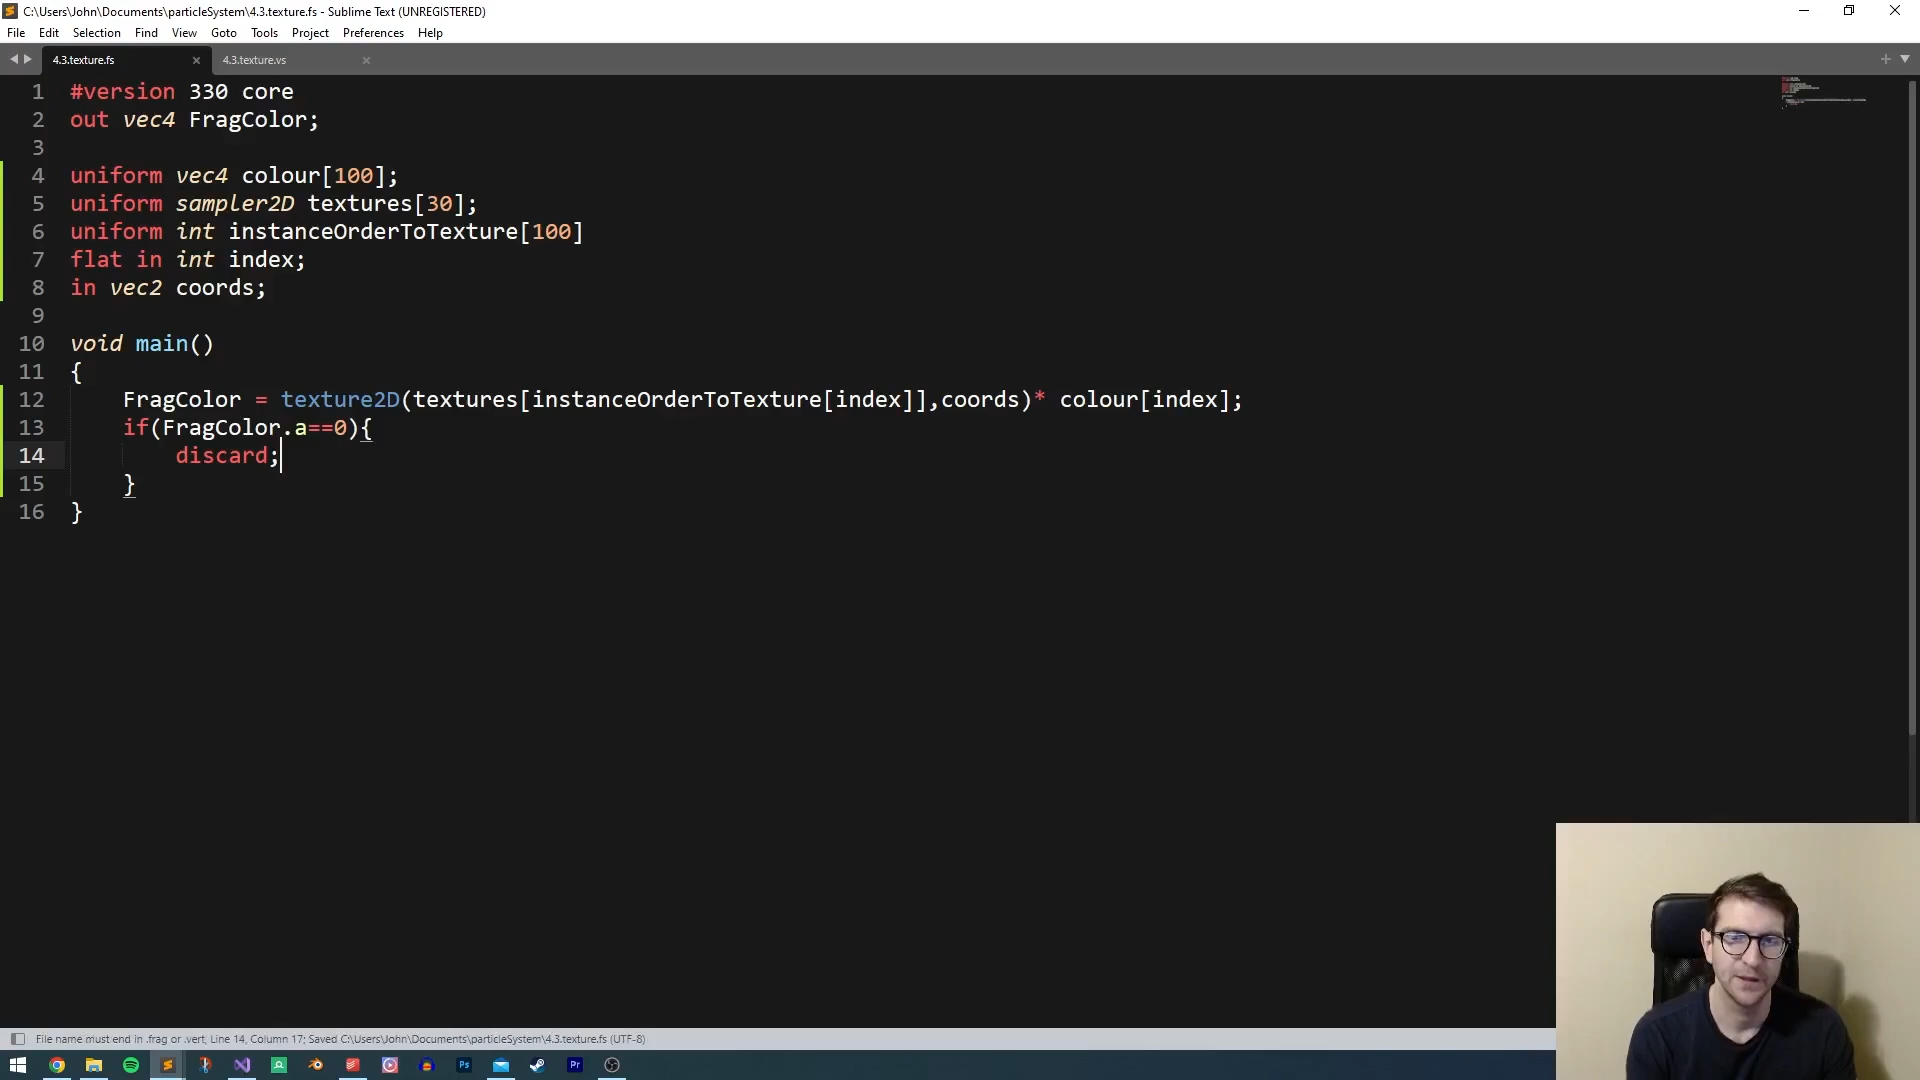 C:\Users\John\Documents\particleSystem\4.3.texture.fs - Sublime Text (UNREGISTERED)
File Edit Selection Find View Goto Tools Project Preferences Help
4.3.texture.fs 4.3.texture.vs
1 #version 330 core
2 out vec4 FragColor;
3
4 uniform vec4 colour[100];
5 uniform sampler2D textures[30];
6 uniform int instanceOrderToTexture[100]
7 flat in int index;
8 in vec2 coords;
9
10 void main()
11 {
12 FragColor = texture2D(textures[instanceOrderToTexture[index]],coords)* colour[index];
13 if(FragColor.a==0){
14 discard;
15 }
16 }
File name must end in .frag or .vert, Line 14, Column 17; Saved C:\Users\John\Documents\particleSystem\4.3.texture.fs (UTF-8)
Ps
Pr